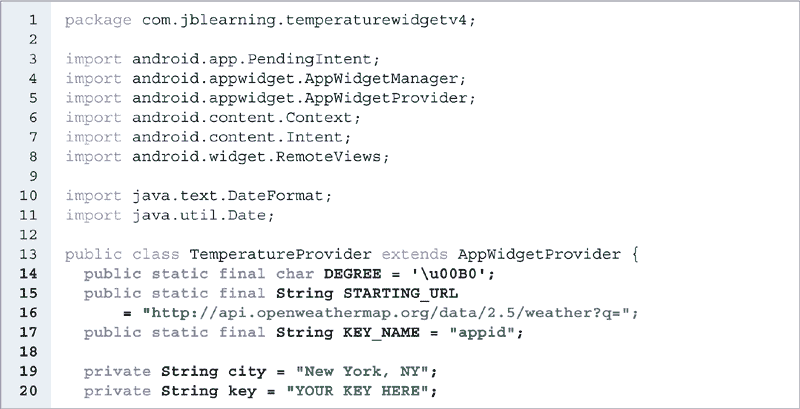 1 package com.jblearning.temperaturewidgetv4;
2
3 import android.app.PendingIntent;
4 import android.appwidget.AppWidgetManager;
5 import android.appwidget.AppWidgetProvider;
6 import android.content.Context;
7 import android.content.Intent;
8 import android.widget.RemoteViews;
9
10 import java.text.DateFormat;
11 import java.util.Date;
12
13 public class TemperatureProvider extends AppWidgetProvider {
14 public static final char DEGREE = '\u00B0';
15 public static final String STARTING_URL
16 = "http://api.openweathermap.org/data/2.5/weather?q=";
17 public static final String KEY_NAME = "appid";
18
19 private String city = "New York, NY";
20 private String key = "YOUR KEY HERE";